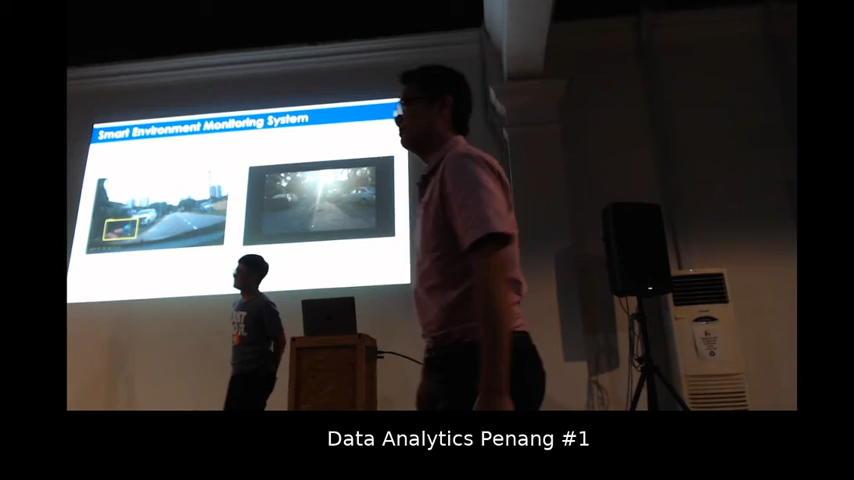 Smart Environment Monitoring System
Data Analytics Penang #1